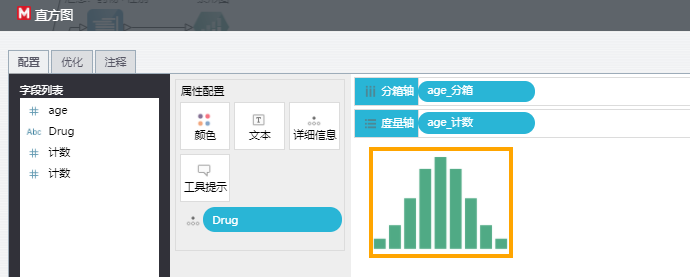 M 直方图
配置 优化 注释
字段列表
# age
Abc Drug
# 计数
# 计数
属性配置
颜色 T 文本 详细信息
工具提示
Drug
分箱轴 age_分箱
度量轴 age_计数